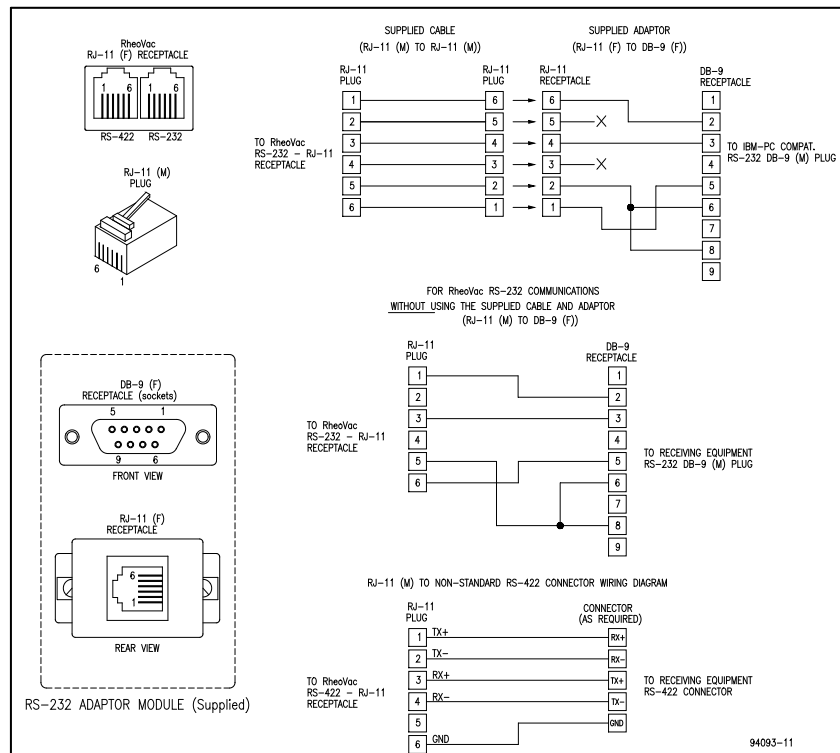 RheoVac
RJ-11 (F) RECEPTACLE
1 6 1 6
RS-422 RS-232
RJ-11 (M)
PLUG
6
1
DB-9 (F)
RECEPTACLE (sockets)
5 1
9 6
FRONT VIEW
RJ-11 (F)
RECEPTACLE
6
1
REAR VIEW
RS-232 ADAPTOR MODULE (Supplied)
SUPPLIED CABLE
(RJ-11 (M) TO RJ-11 (M))
SUPPLIED ADAPTOR
(RJ-11 (F) TO DB-9 (F))
RJ-11
PLUG
RJ-11
PLUG
RJ-11
RECEPTACLE
DB-9
RECEPTACLE
1 6 6 1
2 5 5 2
3 4 4 3
4 3 3 4
5 2 2 5
6 1 1 6
7
8
9
TO RheoVac
RS-232 - RJ-11
RECEPTACLE
TO IBM-PC COMPAT.
RS-232 DB-9 (M) PLUG
FOR RheoVac RS-232 COMMUNICATIONS
WITHOUT USING THE SUPPLIED CABLE AND ADAPTOR
(RJ-11 (M) TO DB-9 (F))
RJ-11
PLUG
DB-9
RECEPTACLE
1 1
2 2
3 3
4 4
5 5
6 6
7
8
9
TO RheoVac
RS-232 - RJ-11
RECEPTACLE
TO RECEIVING EQUIPMENT
RS-232 DB-9 (M) PLUG
RJ-11 (M) TO NON-STANDARD RS-422 CONNECTOR WIRING DIAGRAM
RJ-11
PLUG
CONNECTOR
(AS REQUIRED)
1 TX+ RX+
2 TX- RX-
3 RX+ TX+
4 RX- TX-
5 GND
6 GND
TO RheoVac
RS-422 - RJ-11
RECEPTACLE
TO RECEIVING EQUIPMENT
RS-422 CONNECTOR
94093-11